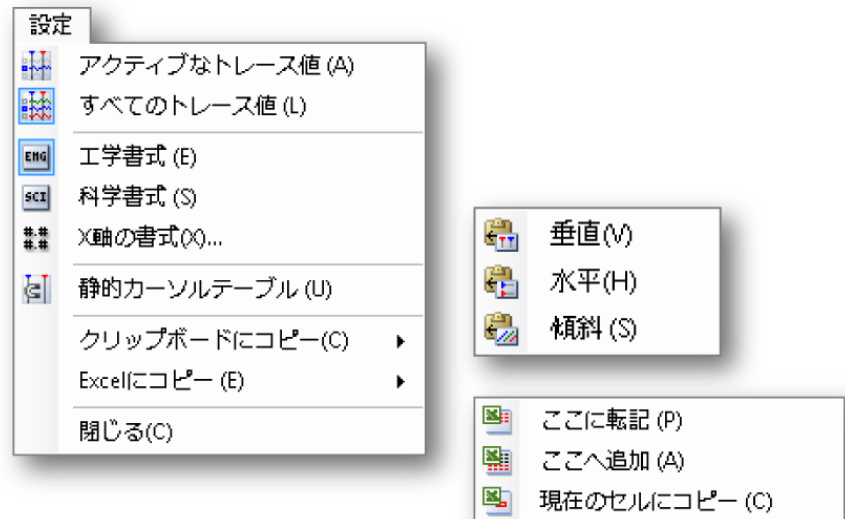 設定
アクティブなトレース値 (A)
すべてのトレース値 (L)
ENG 工学書式 (E)
SCI 科学書式 (S)
#.#
#.# X軸の書式(X)...
静的カーソルテーブル (U)
クリップボードにコピー(C)
Excelにコピー (E)
閉じる(C)
垂直(V)
水平(H)
傾斜 (S)
ここに転記 (P)
ここへ追加 (A)
現在のセルにコピー (C)